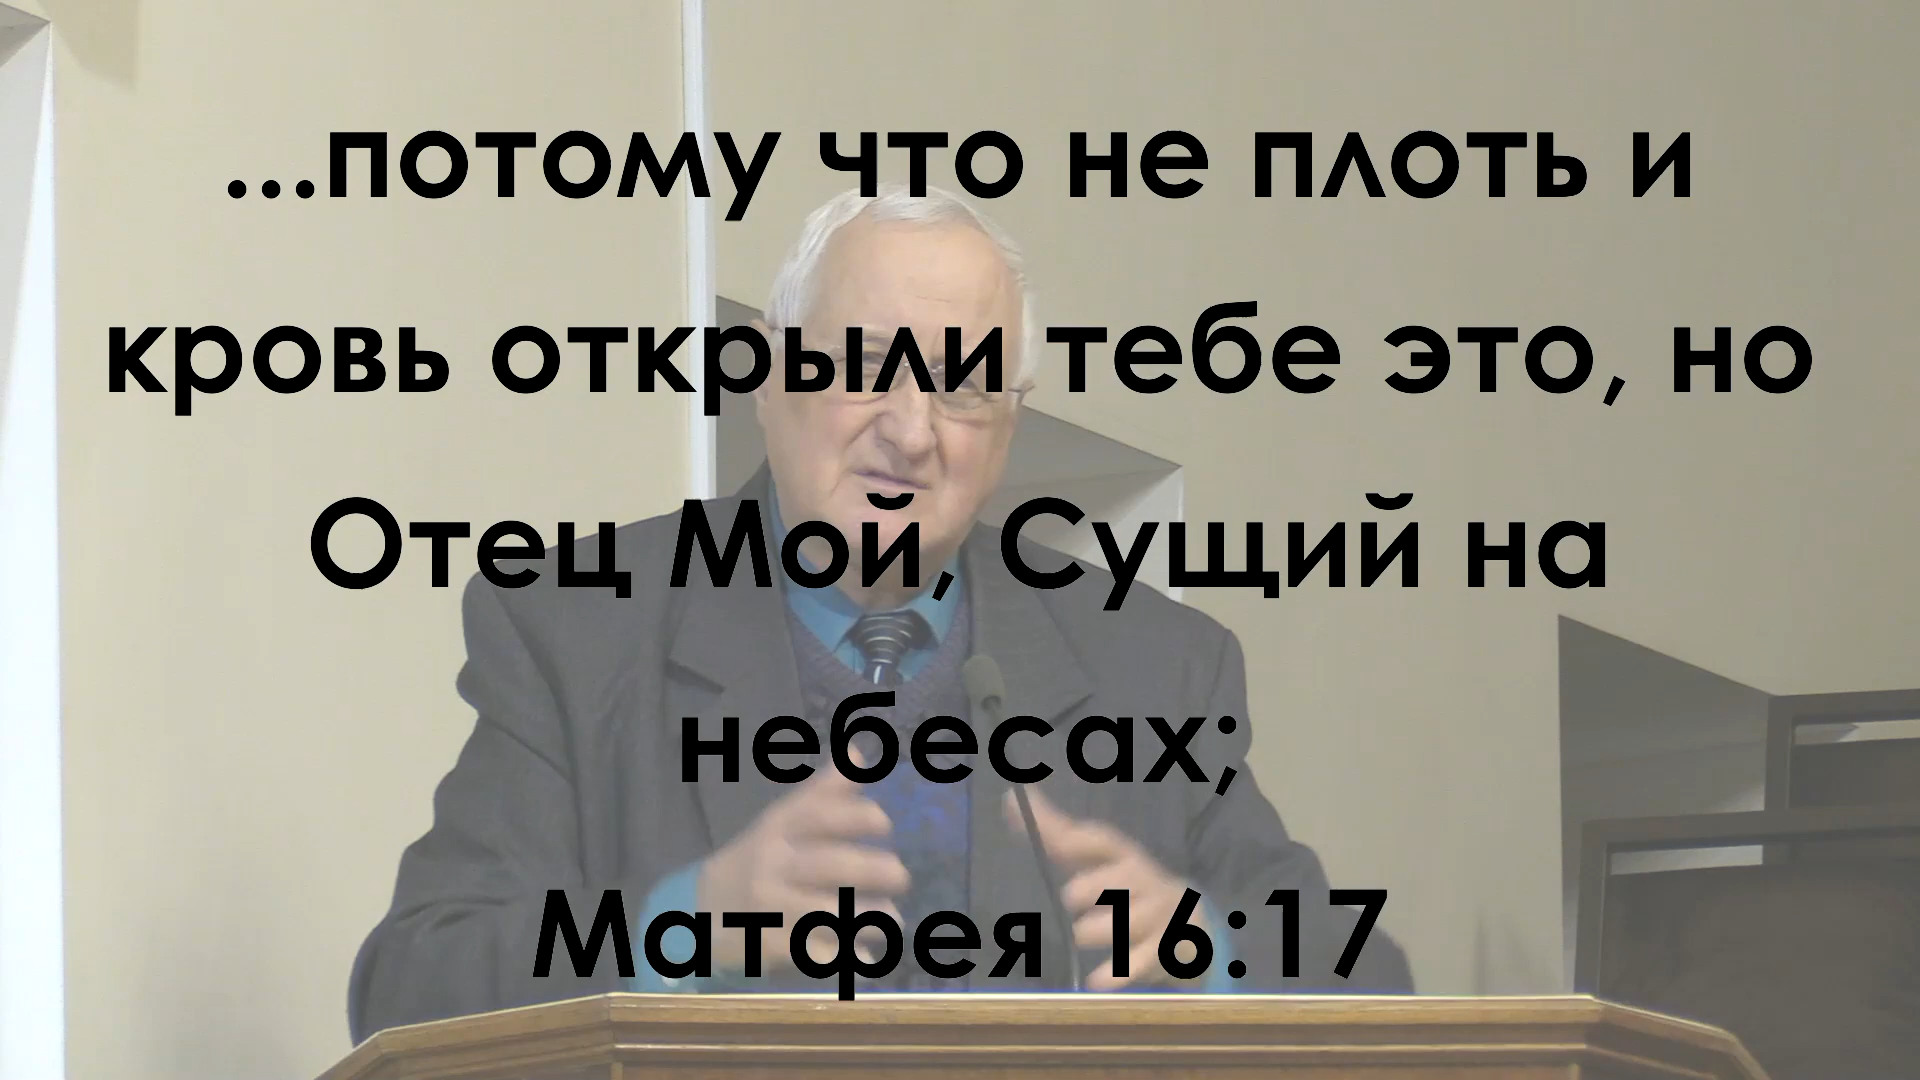 ...потому что не плоть и
кровь открыли тебе это, но
Отец Мой, Сущий на
небесах;
Матфея 16:17